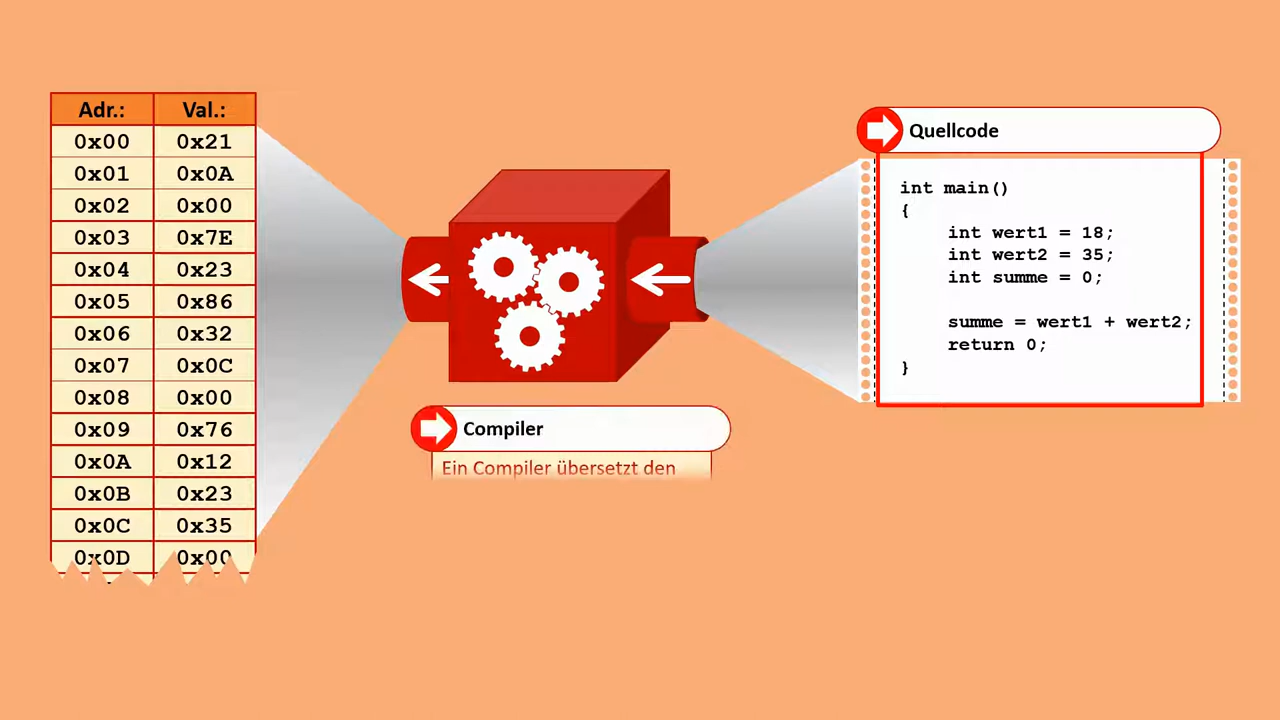 Adr.: Val.:
0x00 0x21
0x01 0x0A
0x02 0x00
0x03 0x7E
0x04 0x23
0x05 0x86
0x06 0x32
0x07 0x0C
0x08 0x00
0x09 0x76
0x0A 0x12
0x0B 0x23
0x0C 0x35
0x0D 0x00
Compiler
Ein Compiler übersetzt den
Quellcode
int main()
{
int wert1 = 18;
int wert2 = 35;
int summe = 0;
summe = wert1 + wert2;
return 0;
}